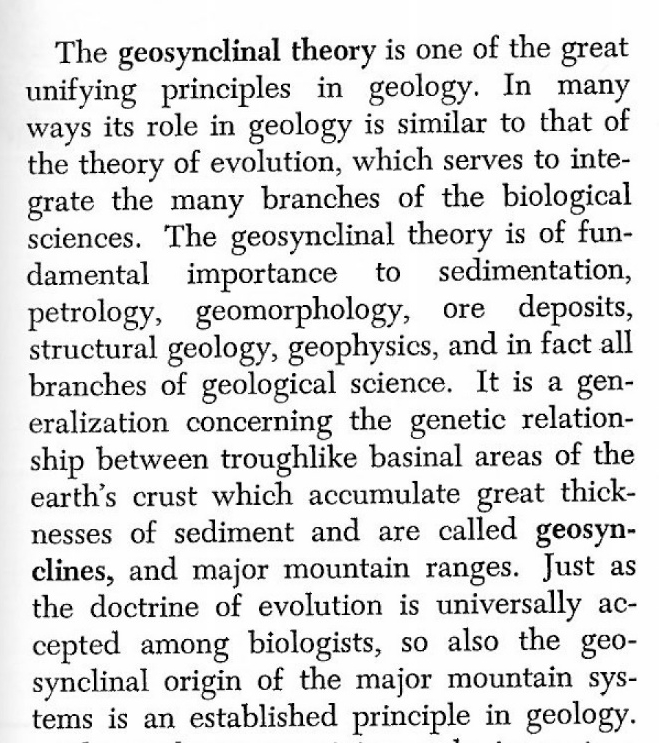 The geosynclinal theory is one of the great
unifying principles in geology. In many
ways its role in geology is similar to that of
the theory of evolution, which serves to inte-
grate the many branches of the biological
sciences. The geosynclinal theory is of fun-
damental importance to sedimentation,
petrology, geomorphology, ore deposits,
structural geology, geophysics, and in fact all
branches of geological science. It is a gen-
eralization concerning the genetic relation-
ship between troughlike basinal areas of the
earth's crust which accumulate great thick-
nesses of sediment and are called geosyn-
clines, and major mountain ranges. Just as
the doctrine of evolution is universally ac-
cepted among biologists, so also the geo-
synclinal origin of the major mountain sys-
tems is an established principle in geology.